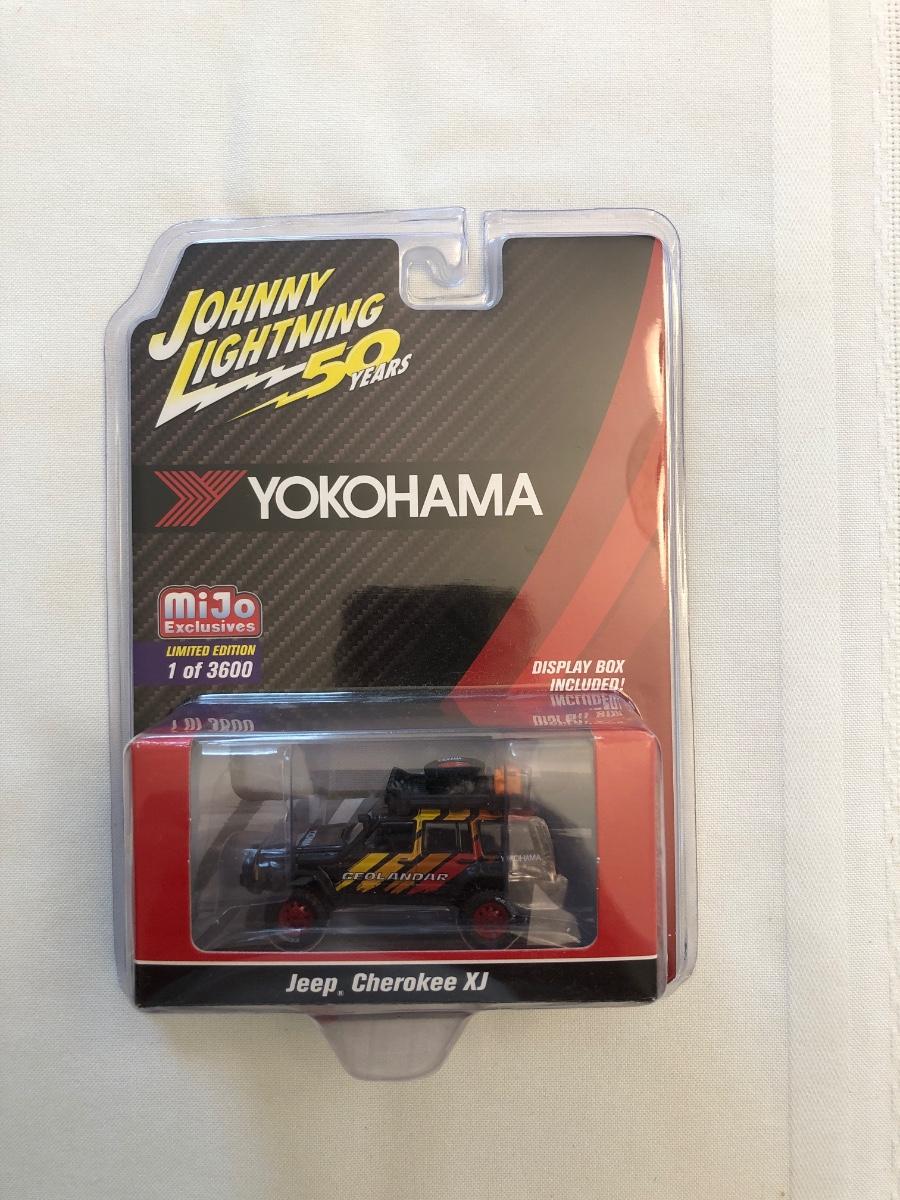 JOHNNY
LIGHTNING
50
YEARS
YOKOHAMA
MiJo
Exclusives
LIMITED EDITION
1 of 3600
DISPLAY BOX
INCLUDED!
YOKOHAMA
GEOLANDAR
Jeep® Cherokee XJ